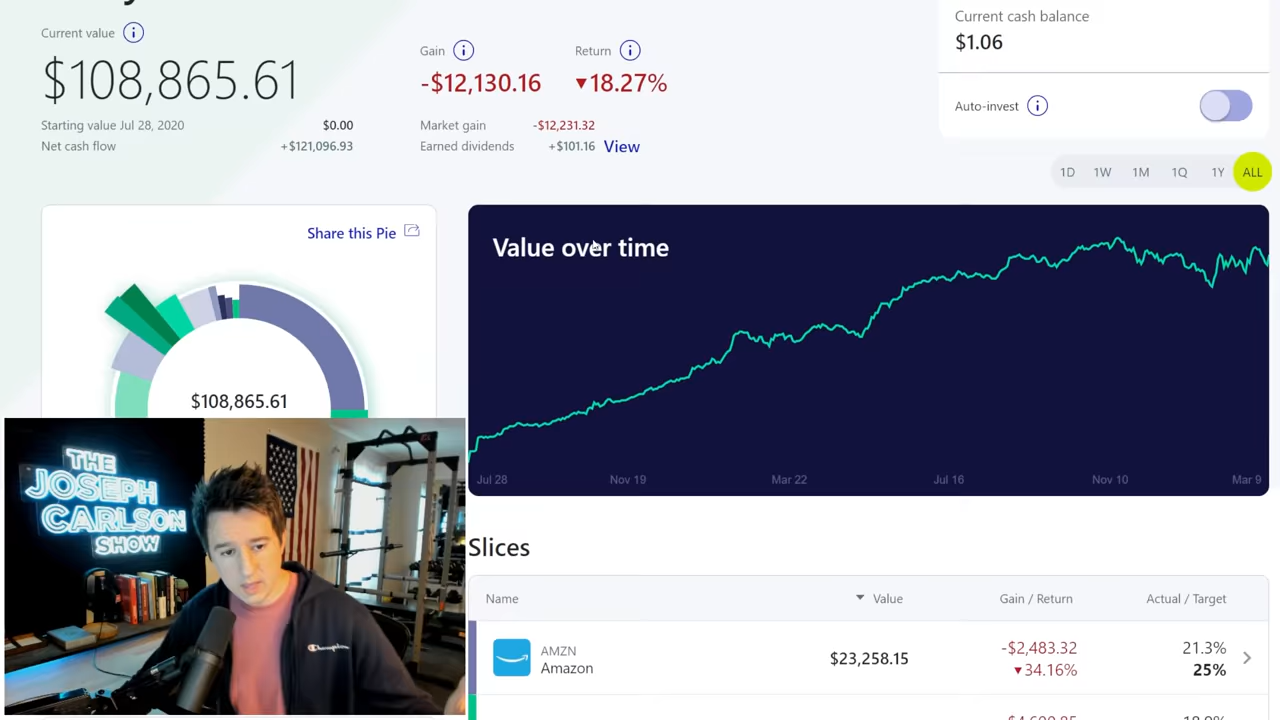 Current value
$108,865.61
Starting value Jul 28, 2020 $0.00
Net cash flow +$121,096.93
Gain
-$12,130.16
Return
▼18.27%
Market gain -$12,231.32
Earned dividends +$101.16 View
Current cash balance
$1.06
Auto-invest
1D 1W 1M 1Q 1Y ALL
Share this Pie
$108,865.61
Value over time
Jul 28 Nov 19 Mar 22 Jul 16 Nov 10 Mar 9
THE
JOSEPH
CARLSON
SHOW
Champion
Slices
Name ▼ Value Gain / Return Actual / Target
AMZN
Amazon
$23,258.15
-$2,483.32
▼34.16%
21.3%
25%